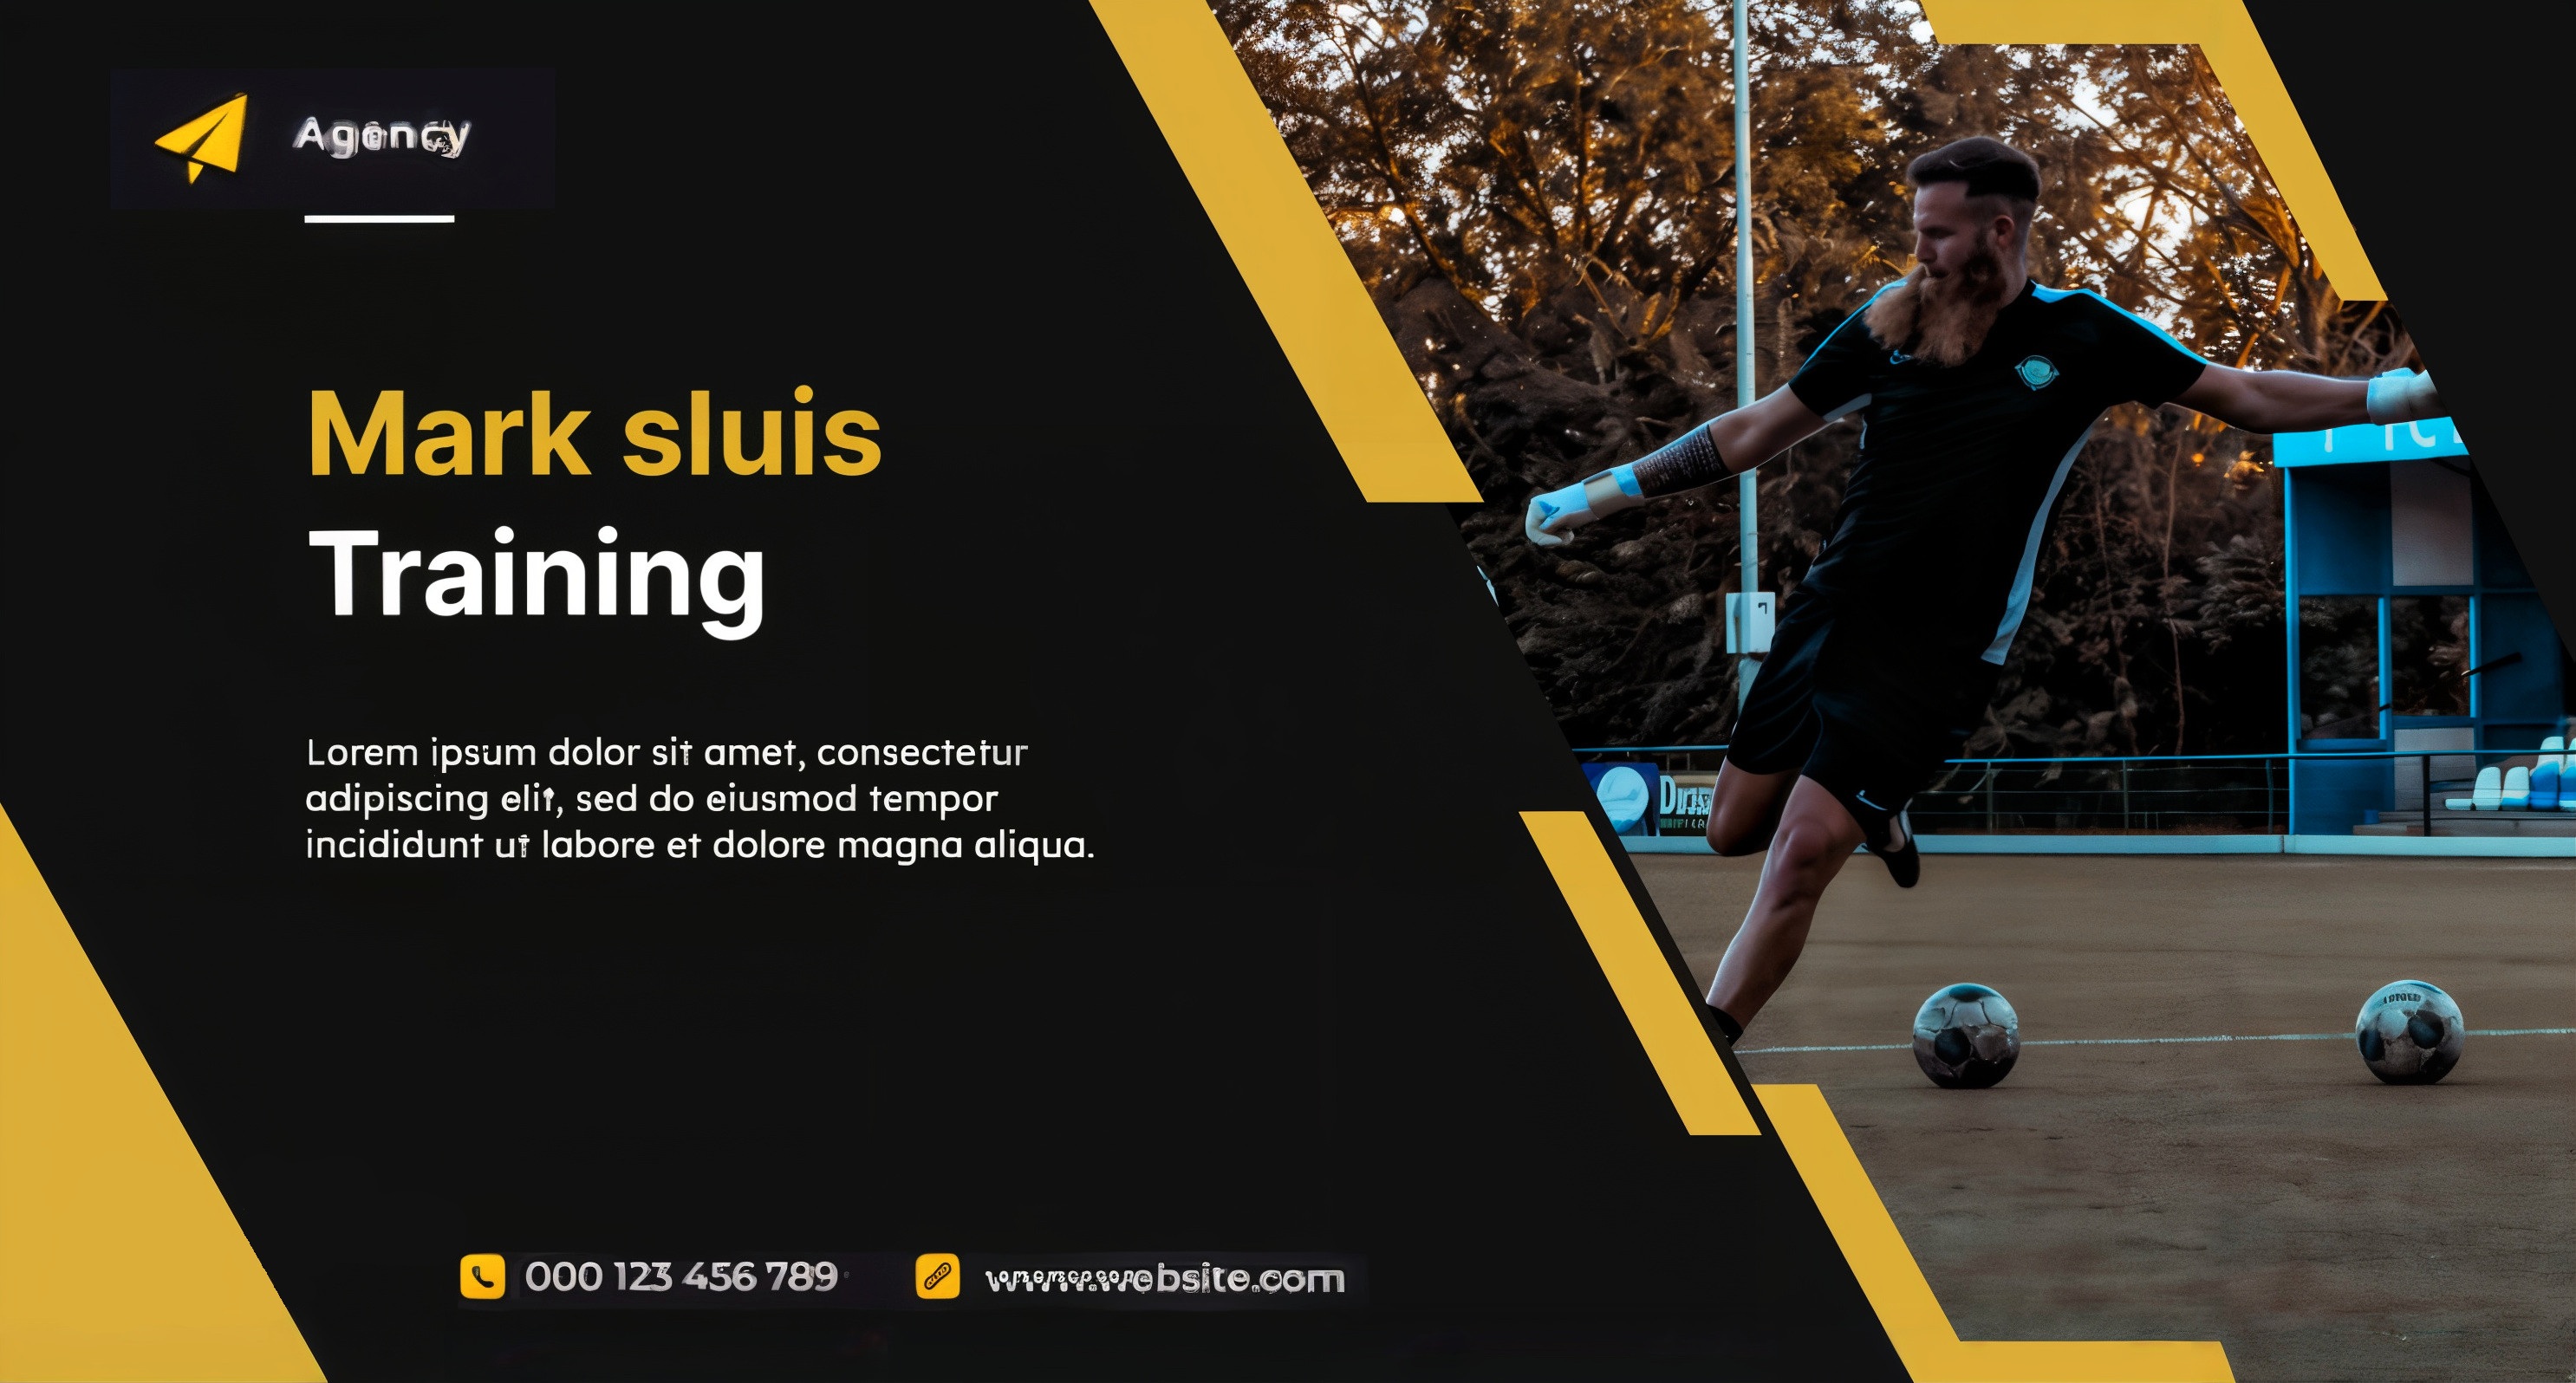 Agency
Mark sluis
Training
Lorem ipsum dolor sit amet, consectetur
adipiscing elit, sed do eiusmod tempor
incididunt ut labore et dolore magna aliqua.
000 123 456 789